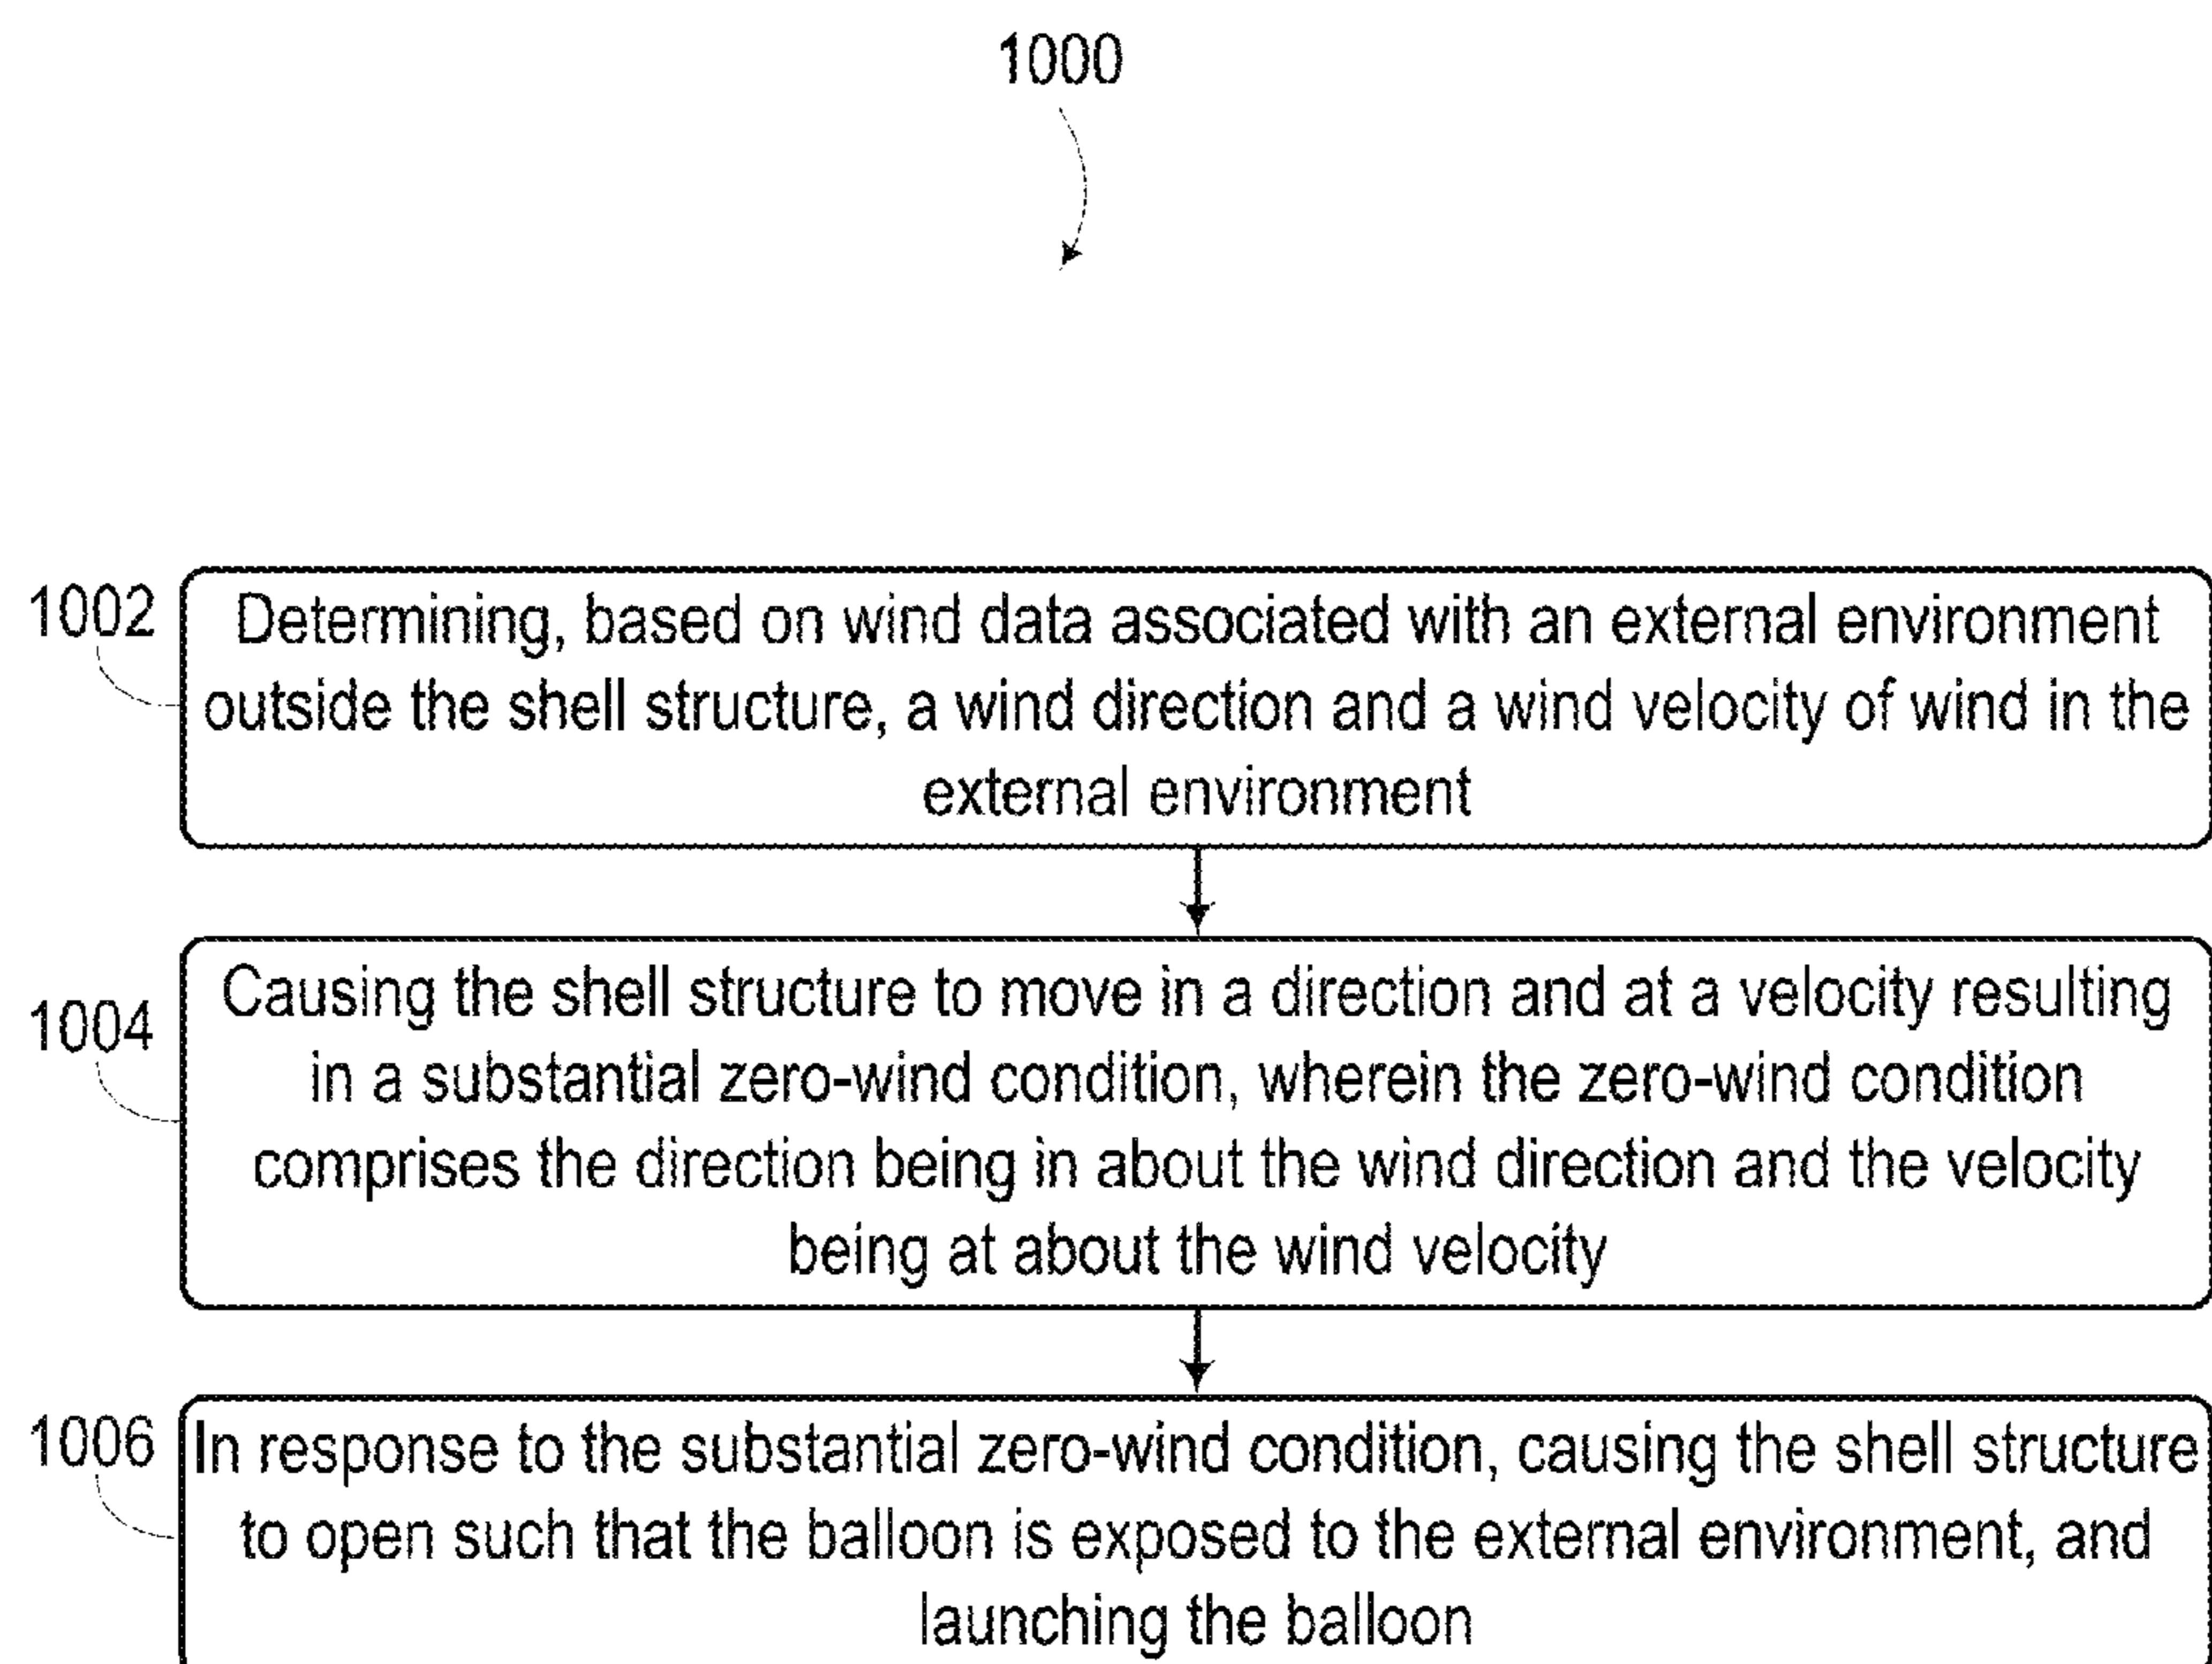 1000
1002
Determining, based on wind data associated with an external environment
outside the shell structure, a wind direction and a wind velocity of wind in the
external environment
1004
Causing the shell structure to move in a direction and at a velocity resulting
in a substantial zero-wind condition, wherein the zero-wind condition
comprises the direction being in about the wind direction and the velocity
being at about the wind velocity
1006
In response to the substantial zero-wind condition, causing the shell structure
to open such that the balloon is exposed to the external environment, and
launching the balloon